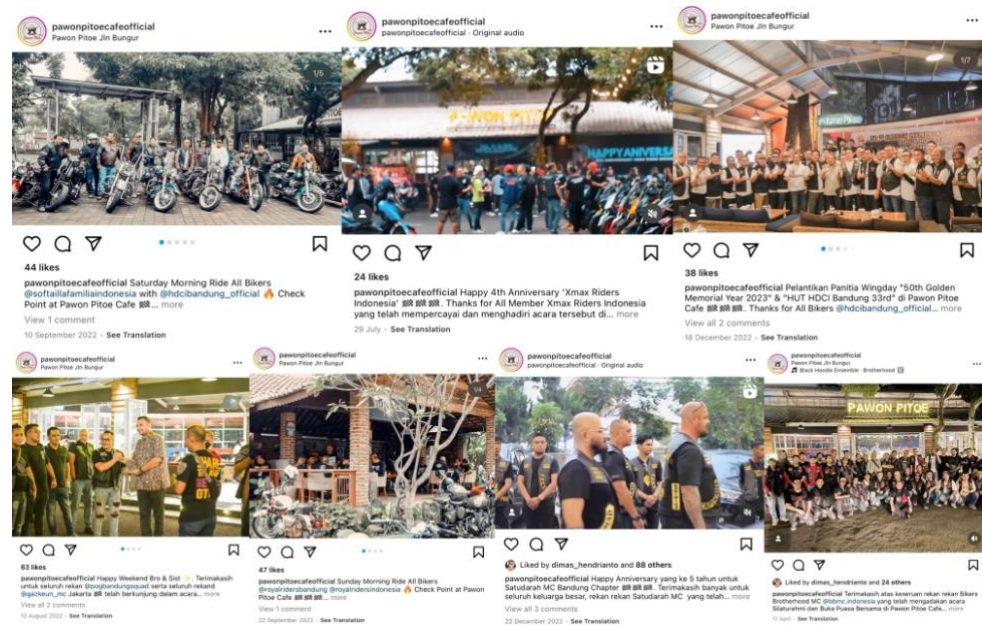 pawonpitoecafeofficial
Pawon Pitoe Jln Bungur
1/5
44 likes
pawonpitoecafeofficial Saturday Morning Ride All Bikers
@softaillafamiliaindonesia with @hdcibandung_official 🔥 Check
Point at Pawon Pitoe Cafe 🏁... more
View 1 comment
10 September 2022 · See Translation
pawonpitoecafeofficial
pawonpitoecafeofficial · Original audio
HAPPY ANIVERSA
24 likes
pawonpitoecafeofficial Happy 4th Anniversary 'Xmax Riders
Indonesia' 🏁 🏁 🏁. Thanks for All Member Xmax Riders Indonesia
yang telah mempercayai dan menghadiri acara tersebut di... more
29 July · See Translation
pawonpitoecafeofficial
Pawon Pitoe Jln Bungur
1/7
38 likes
pawonpitoecafeofficial Pelantikan Panitia Wingday "50th Golden
Memorial Year 2023" & "HUT HDCI Bandung 33rd" di Pawon Pitoe
Cafe 🏁 🏁 🏁. Thanks for All Bikers @hdcibandung_official... more
View all 2 comments
18 December 2022 · See Translation
pawonpitoecafeofficial
Pawon Pitoe Jln Bungur
63 likes
pawonpitoecafeofficial Happy Weekend Bro & Sist ✨. Terimakasih
untuk seluruh rekan @pogbandungsquad serta seluruh rekand
@gazkeun_mc Jakarta 🏁 telah berkunjung dalam acara... more
View all 2 comments
12 August 2022 · See Translation
pawonpitoecafeofficial
Pawon Pitoe Jln Bungur
47 likes
pawonpitoecafeofficial Sunday Morning Ride All Bikers
@royalridersbandung @royalridersindonesia 🔥 Check Point at Pawon
Pitoe Cafe 🏁 🏁 🏁... more
View 1 comment
22 September 2022 · See Translation
pawonpitoecafeofficial
pawonpitoecafeofficial · Original audio
Liked by dimas_hendrianto and 88 others
pawonpitoecafeofficial Happy Anniversary yang ke 5 tahun untuk
Satudarah MC Bandung Chapter 🏁 🏁 🏁. Terimakasih banyak untuk
seluruh keluarga besar, rekan rekan Satudarah MC yang telah... more
View all 3 comments
22 December 2022 · See Translation
pawonpitoecafeofficial
Pawon Pitoe Jln Bungur
Black Hoodie Ensemble · Brotherhood
PAWON PITOE
Liked by dimas_hendrianto and 24 others
pawonpitoecafeofficial Terimakasih atas keseruan rekan rekan Bikers
Brotherhood MC @bbmc.indonesia yang telah mengadakan acara
Silaturahmi dan Buka Puasa Bersama di Pawon Pitoe Cafe... more
17 April · See Translation